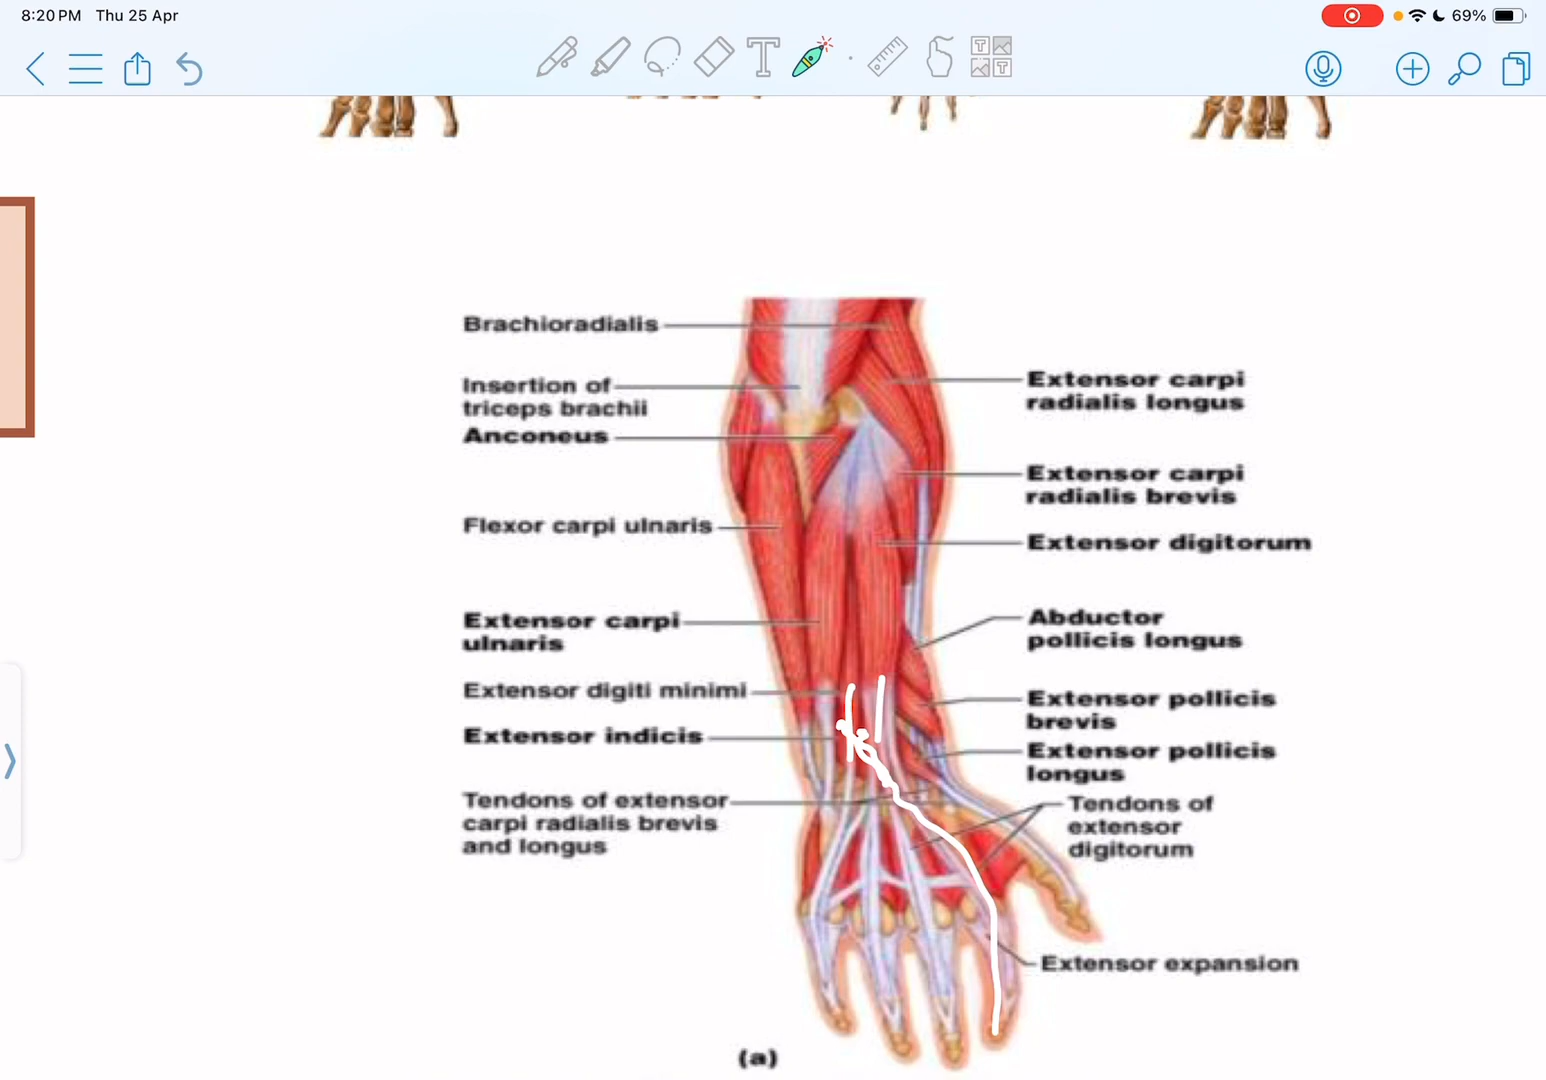 8:20 PM Thu 25 Apr
69%
Brachioradialis
Insertion of
triceps brachii
Anconeus
Flexor carpi ulnaris
Extensor carpi
ulnaris
Extensor digiti minimi
Extensor indicis
Tendons of extensor
carpi radialis brevis
and longus
Extensor carpi
radialis longus
Extensor carpi
radialis brevis
Extensor digitorum
Abductor
pollicis longus
Extensor pollicis
brevis
Extensor pollicis
longus
Tendons of
extensor
digitorum
Extensor expansion
(a)